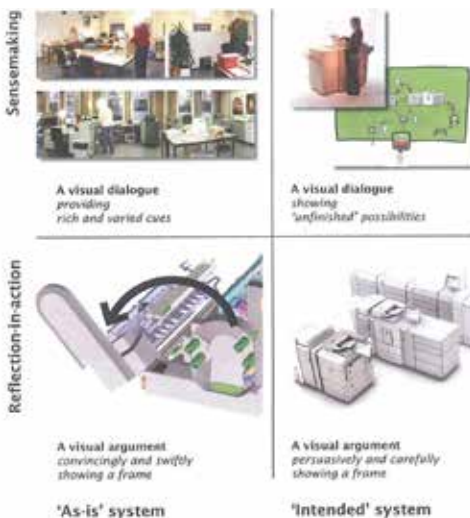 Sensemaking
A visual dialogue
providing
rich and varied cues
A visual dialogue
showing
'unfinished' possibilities
Reflection-in-action
A visual argument
convincingly and swiftly
showing a frame
A visual argument
persuasively and carefully
showing a frame
'As-is' system
'Intended' system